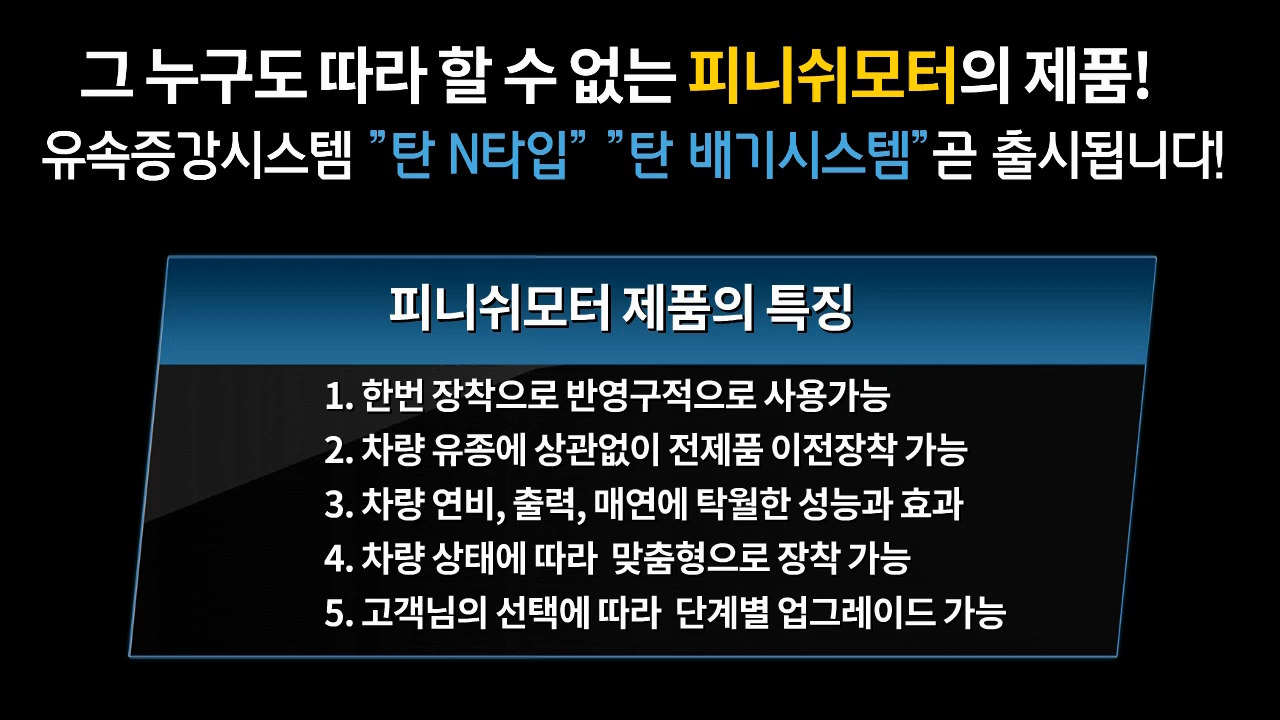 그 누구도 따라 할 수 없는 피니쉬모터의 제품!
유속증강시스템 ”탄 N타입” ”탄 배기시스템”곧 출시됩니다!
피니쉬모터 제품의 특징
1. 한번 장착으로 반영구적으로 사용가능
2. 차량 유종에 상관없이 전제품 이전장착 가능
3. 차량 연비, 출력, 매연에 탁월한 성능과 효과
4. 차량 상태에 따라 맞춤형으로 장착 가능
5. 고객님의 선택에 따라 단계별 업그레이드 가능